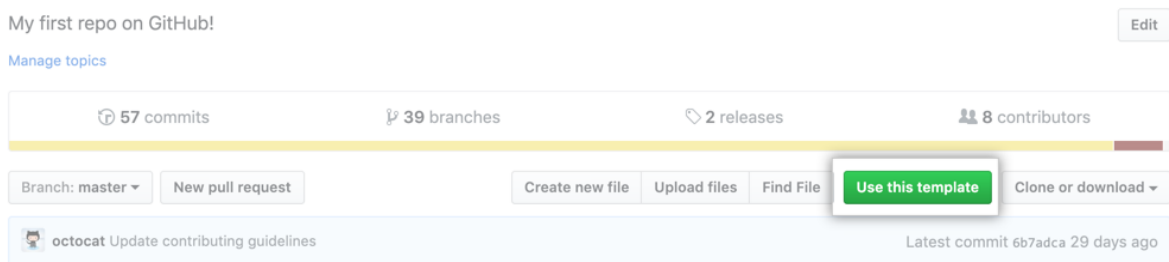 My first repo on GitHub!
Edit
Manage topics
57 commits 39 branches 2 releases 8 contributors
Branch: master New pull request Create new file Upload files Find File Use this template Clone or download
octocat Update contributing guidelines Latest commit 6b7adca 29 days ago